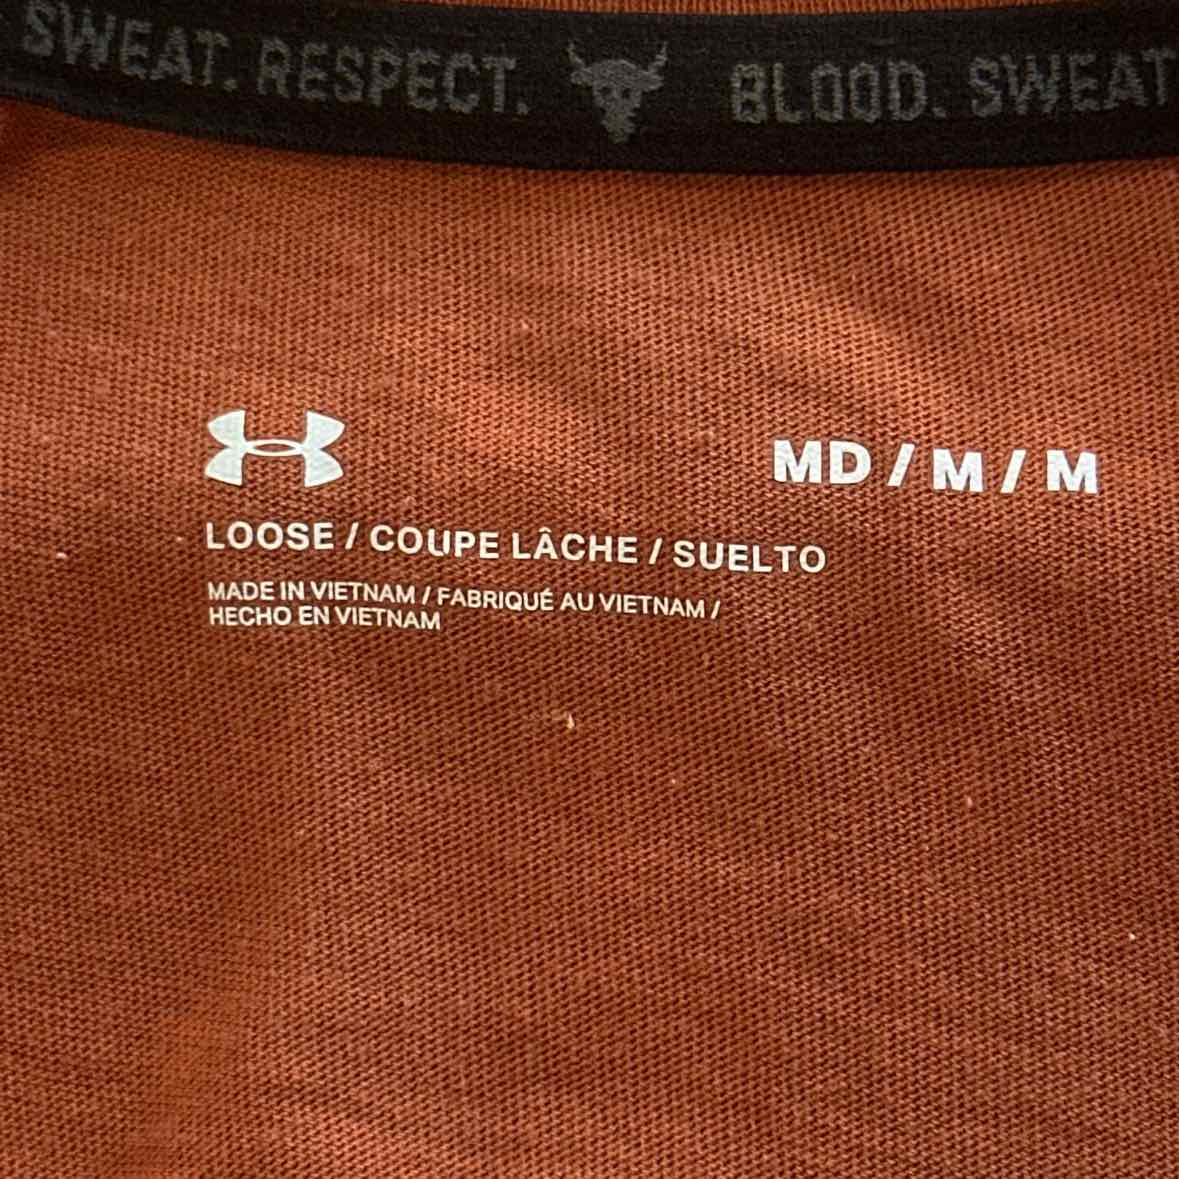 SWEAT. RESPECT. BLOOD. SWEAT
MD / M / M
LOOSE / COUPE LÂCHE / SUELTO
MADE IN VIETNAM / FABRIQUÉ AU VIETNAM /
HECHO EN VIETNAM